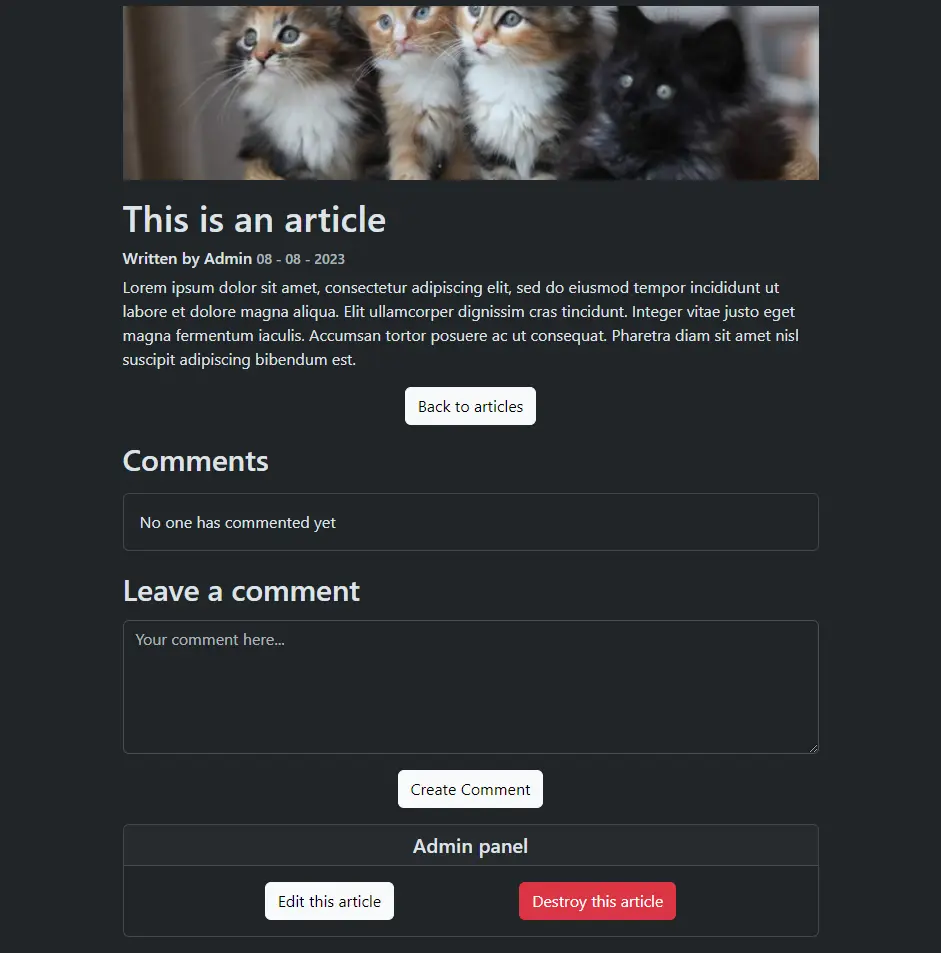 This is an article
Written by Admin 08 - 08 - 2023
Lorem ipsum dolor sit amet, consectetur adipiscing elit, sed do eiusmod tempor incididunt ut
labore et dolore magna aliqua. Elit ullamcorper dignissim cras tincidunt. Integer vitae justo eget
magna fermentum iaculis. Accumsan tortor posuere ac ut consequat. Pharetra diam sit amet nisl
suscipit adipiscing bibendum est.
Back to articles
Comments
No one has commented yet
Leave a comment
Your comment here...
Create Comment
Admin panel
Edit this article
Destroy this article